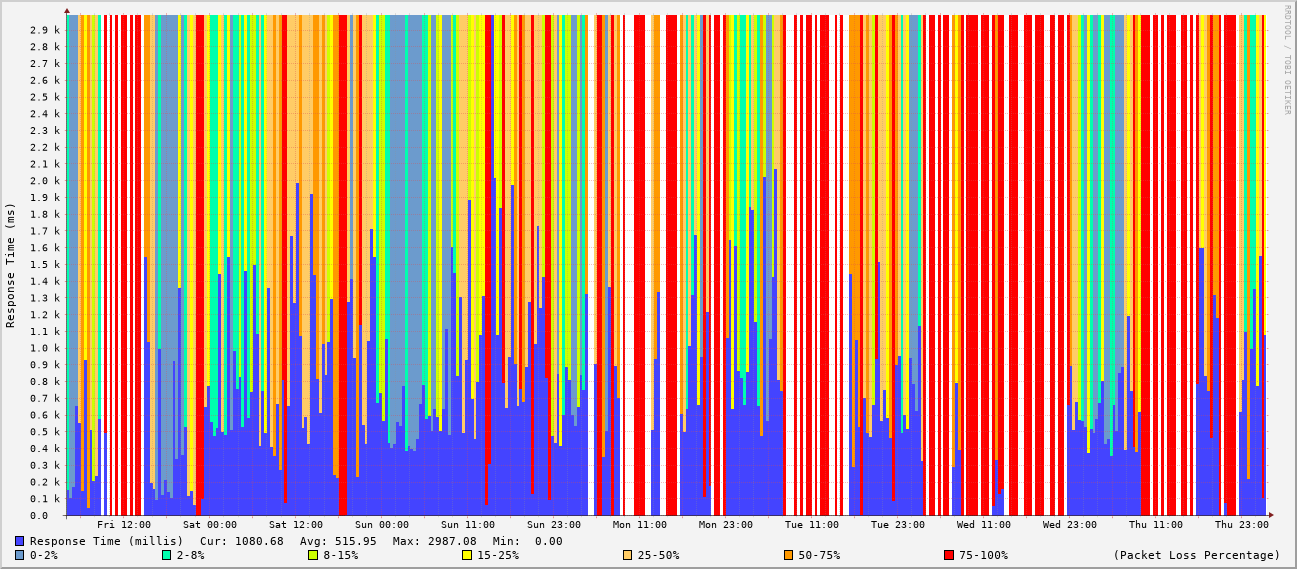 RRDTOOL / TOBI OETIKER
Response Time (ms)
2.9 k
2.8 k
2.7 k
2.6 k
2.5 k
2.4 k
2.3 k
2.2 k
2.1 k
2.0 k
1.9 k
1.8 k
1.7 k
1.6 k
1.5 k
1.4 k
1.3 k
1.2 k
1.1 k
1.0 k
0.9 k
0.8 k
0.7 k
0.6 k
0.5 k
0.4 k
0.3 k
0.2 k
0.1 k
0.0
Fri 12:00 Sat 00:00 Sat 12:00 Sun 00:00 Sun 11:00 Sun 23:00 Mon 11:00 Mon 23:00 Tue 11:00 Tue 23:00 Wed 11:00 Wed 23:00 Thu 11:00 Thu 23:00
Response Time (millis) Cur: 1080.68 Avg: 515.95 Max: 2987.08 Min: 0.00
0-2% 2-8% 8-15% 15-25% 25-50% 50-75% 75-100% (Packet Loss Percentage)